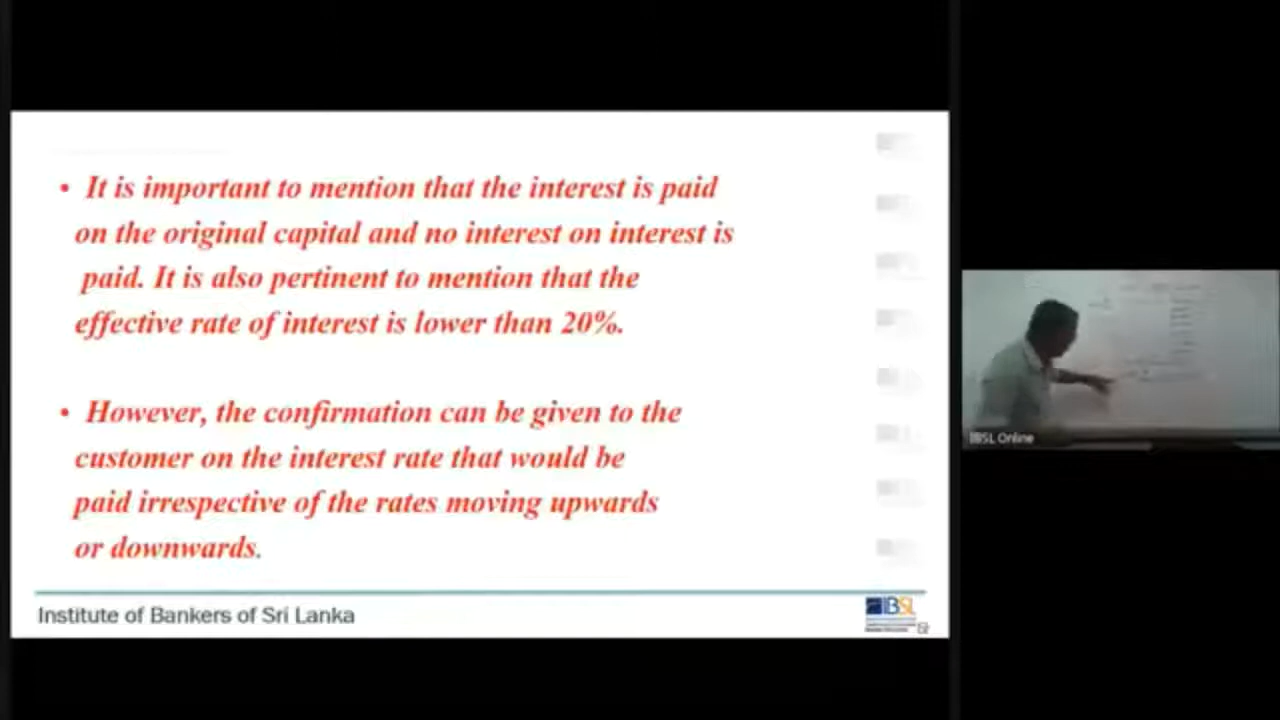 • It is important to mention that the interest is paid
on the original capital and no interest on interest is
paid. It is also pertinent to mention that the
effective rate of interest is lower than 20%.
• However, the confirmation can be given to the
customer on the interest rate that would be
paid irrespective of the rates moving upwards
or downwards.
Institute of Bankers of Sri Lanka
IBSL
IBSL Online